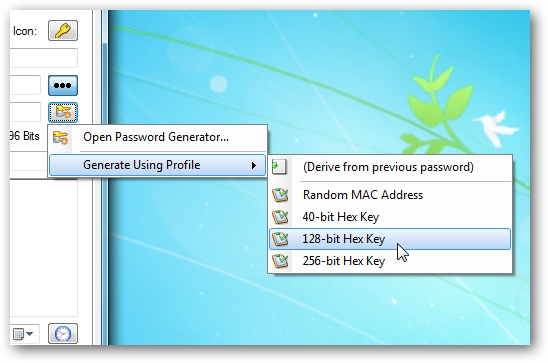 Icon:
96 Bits
Open Password Generator...
Generate Using Profile
(Derive from previous password)
Random MAC Address
40-bit Hex Key
128-bit Hex Key
256-bit Hex Key